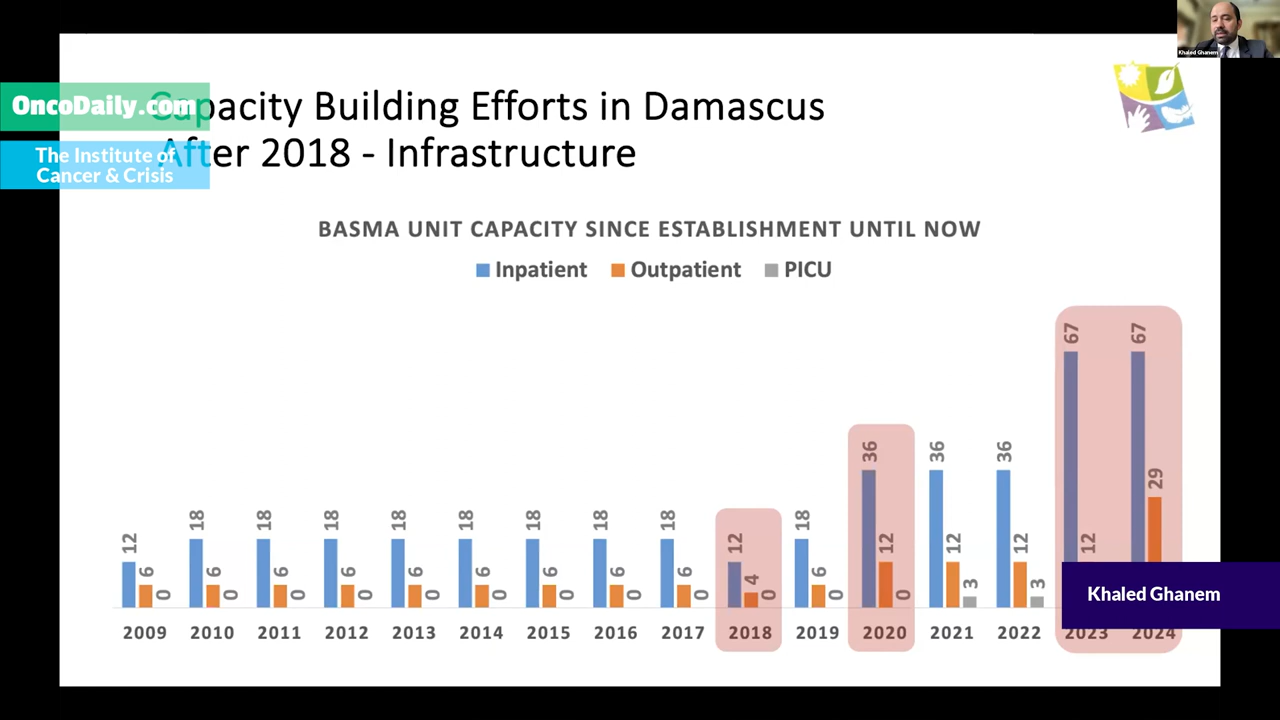 OncoDaily.com
The Institute of
Cancer & Crisis
Capacity Building Efforts in Damascus
After 2018 - Infrastructure
BASMA UNIT CAPACITY SINCE ESTABLISHMENT UNTIL NOW
Inpatient Outpatient PICU
12 6 0
18 6 0
18 6 0
18 6 0
18 6 0
18 6 0
18 6 0
18 6 0
18 6 0
12 4 0
18 6 0
36 12 0
36 12 3
36 12 3
67 12
67 29
2009 2010 2011 2012 2013 2014 2015 2016 2017 2018 2019 2020 2021 2022 2023 2024
Khaled Ghanem
Khaled Ghanem